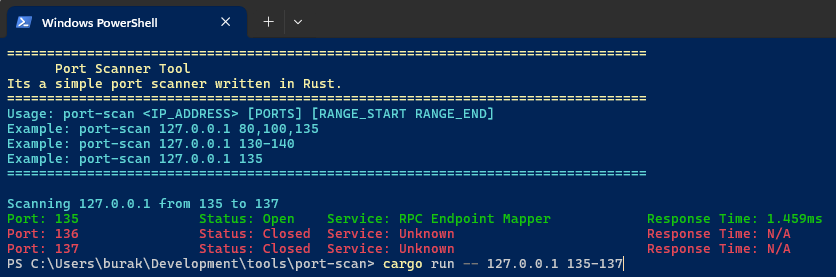 Windows PowerShell
================================================================================
Port Scanner Tool
Its a simple port scanner written in Rust.
================================================================================
Usage: port-scan <IP_ADDRESS> [PORTS] [RANGE_START RANGE_END]
Example: port-scan 127.0.0.1 80,100,135
Example: port-scan 127.0.0.1 130-140
Example: port-scan 127.0.0.1 135
================================================================================
Scanning 127.0.0.1 from 135 to 137
Port: 135 Status: Open Service: RPC Endpoint Mapper Response Time: 1.459ms
Port: 136 Status: Closed Service: Unknown Response Time: N/A
Port: 137 Status: Closed Service: Unknown Response Time: N/A
PS C:\Users\burak\Development\tools\port-scan> cargo run -- 127.0.0.1 135-137